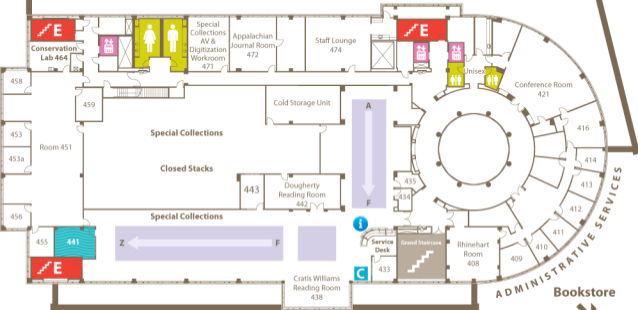 E
Conservation
Lab 464
Special
Collections
AV &
Digitization
Workroom
471
Appalachian
Journal Room
472
Staff Lounge
474
E
Unisex
Conference Room
421
458
459
453
453a
Room 451
456
455
441
E
Special Collections
Closed Stacks
Cold Storage Unit
443
Dougherty
Reading Room
442
Special Collections
Z
F
A
F
435
434
i
Service
Desk
433
C
Grand Staircase
Cratis Williams
Reading Room
438
Rhinehart
Room
408
409
410
411
412
413
414
416
ADMINISTRATIVE SERVICES
Bookstore